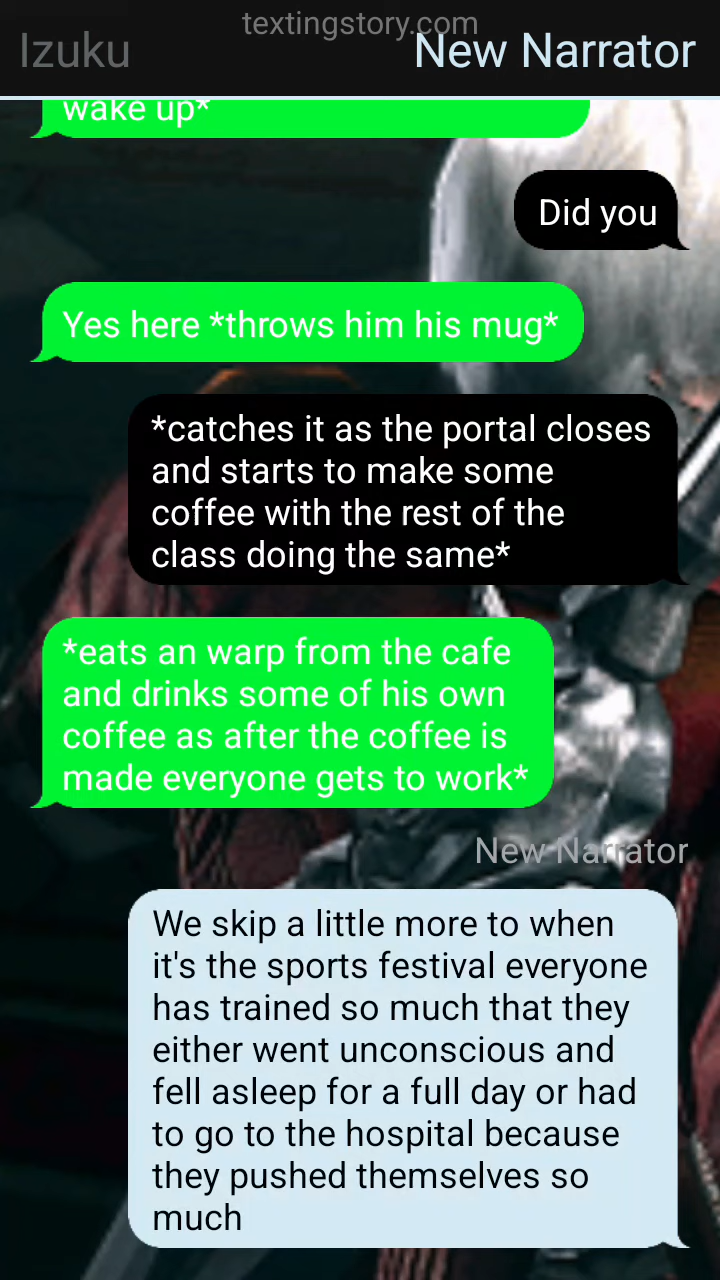 textingstory.com
Izuku
New Narrator
wake up*
Did you
Yes here *throws him his mug*
*catches it as the portal closes
and starts to make some
coffee with the rest of the
class doing the same*
*eats an warp from the cafe
and drinks some of his own
coffee as after the coffee is
made everyone gets to work*
New Narrator
We skip a little more to when
it's the sports festival everyone
has trained so much that they
either went unconscious and
fell asleep for a full day or had
to go to the hospital because
they pushed themselves so
much